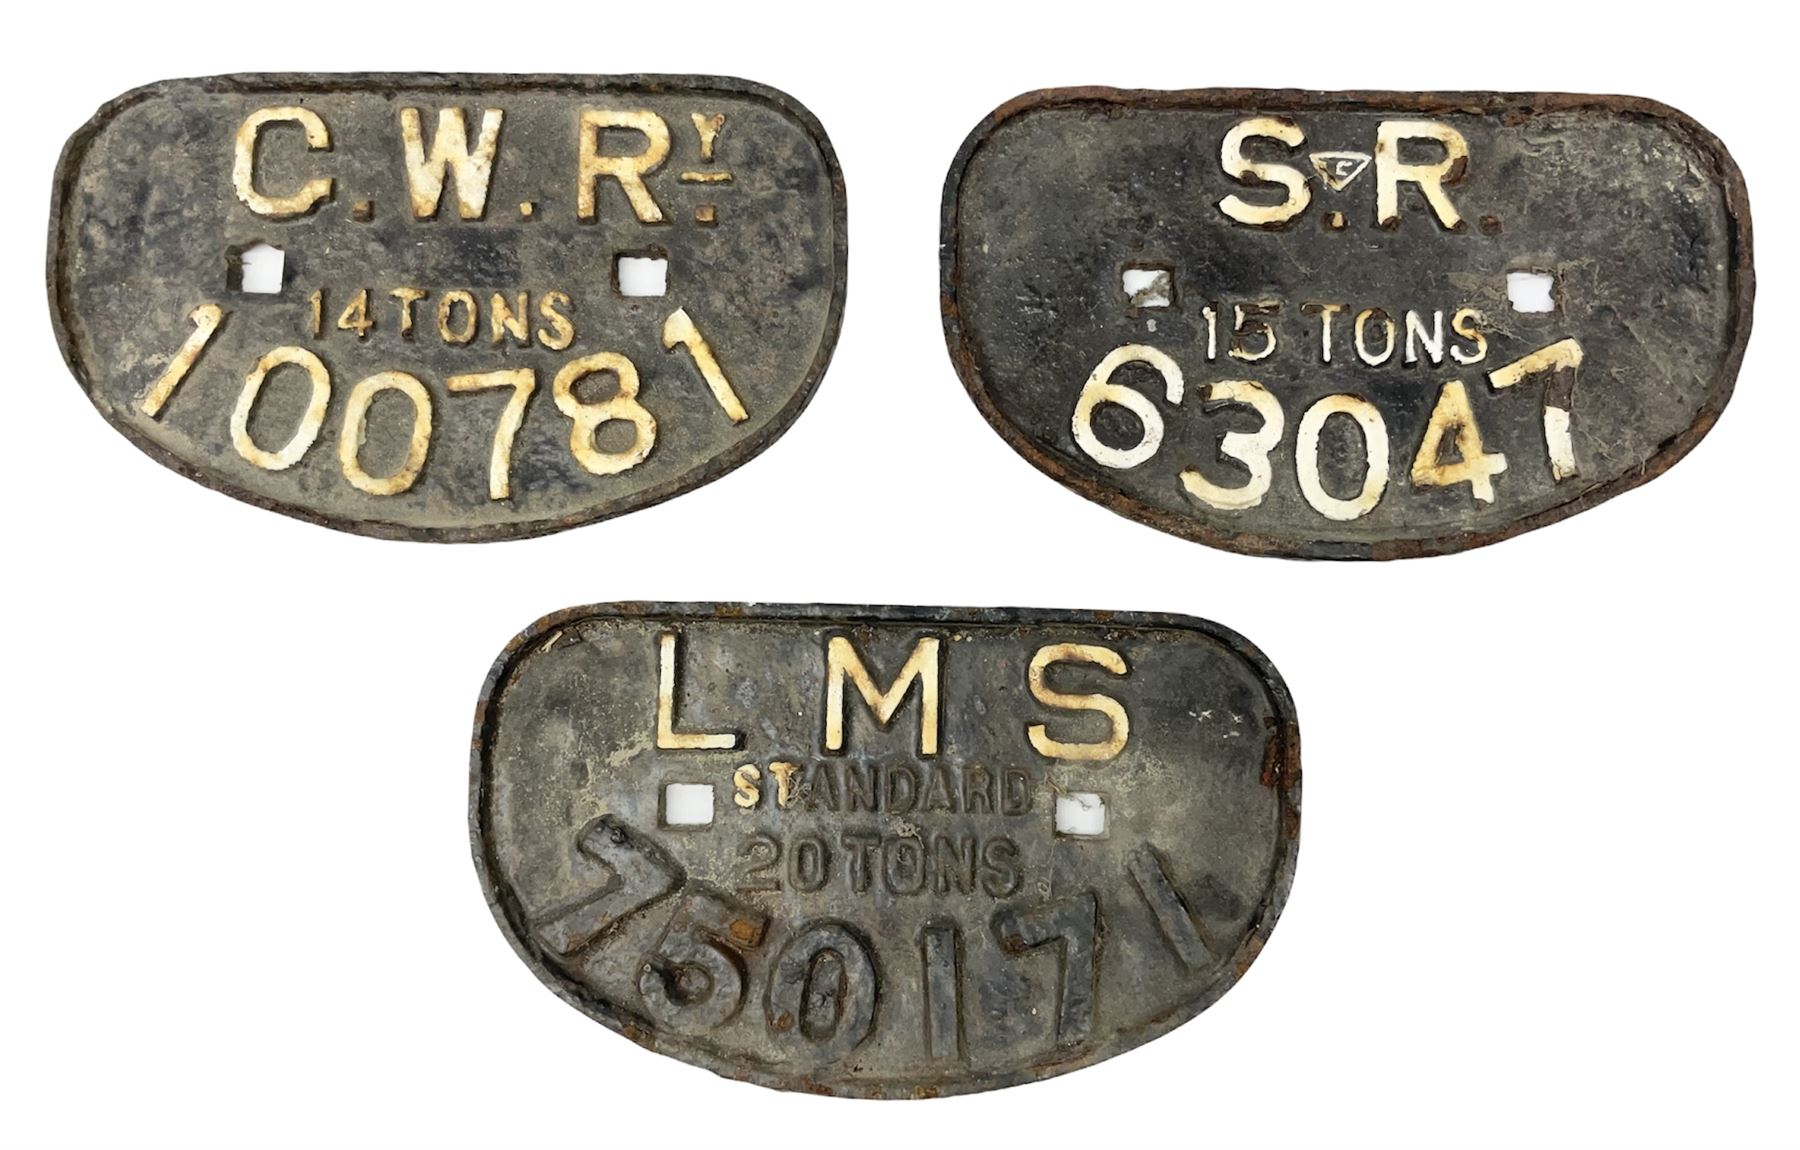 C.W.RY.
14 TONS
100781
S.R.
C
15 TONS
63047
L M S
STANDARD
20 TONS
750171